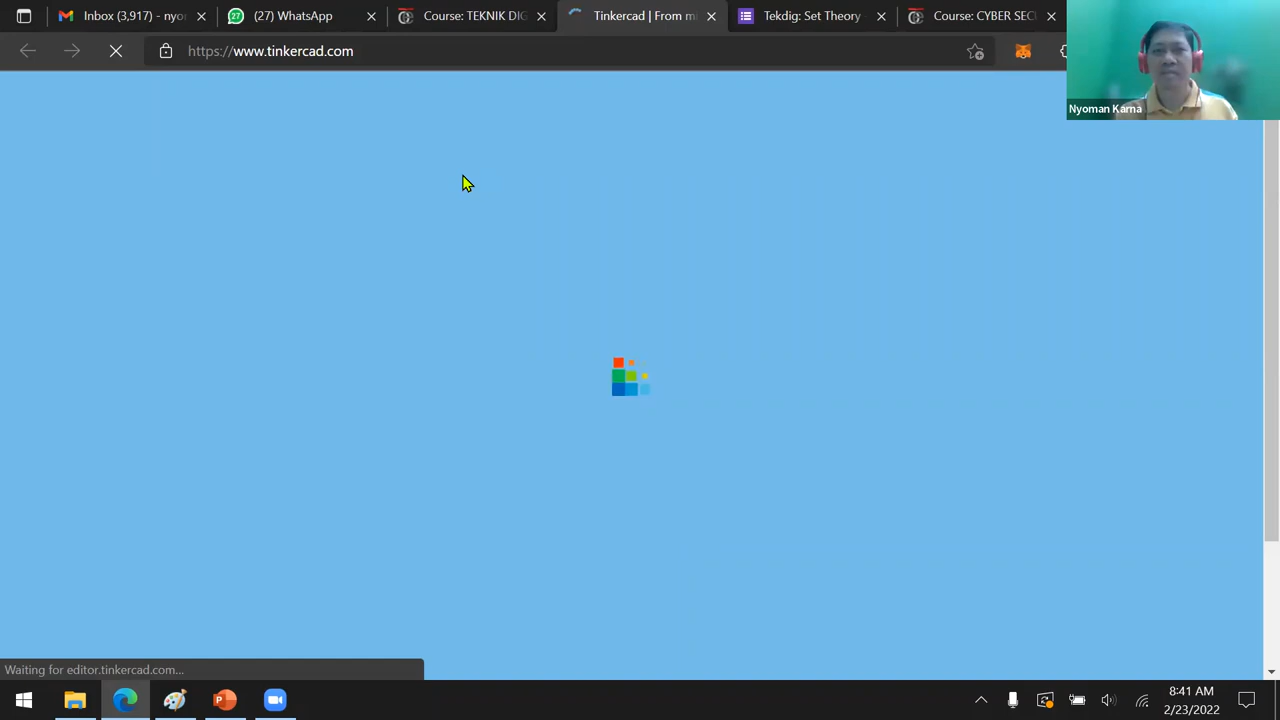 Inbox (3,917) - nyo
(27) WhatsApp
Course: TEKNIK DIG
Tinkercad | From mi
Tekdig: Set Theory
Course: CYBER SEC
https://www.tinkercad.com
Nyoman Karna
Waiting for editor.tinkercad.com...
8:41 AM
2/23/2022